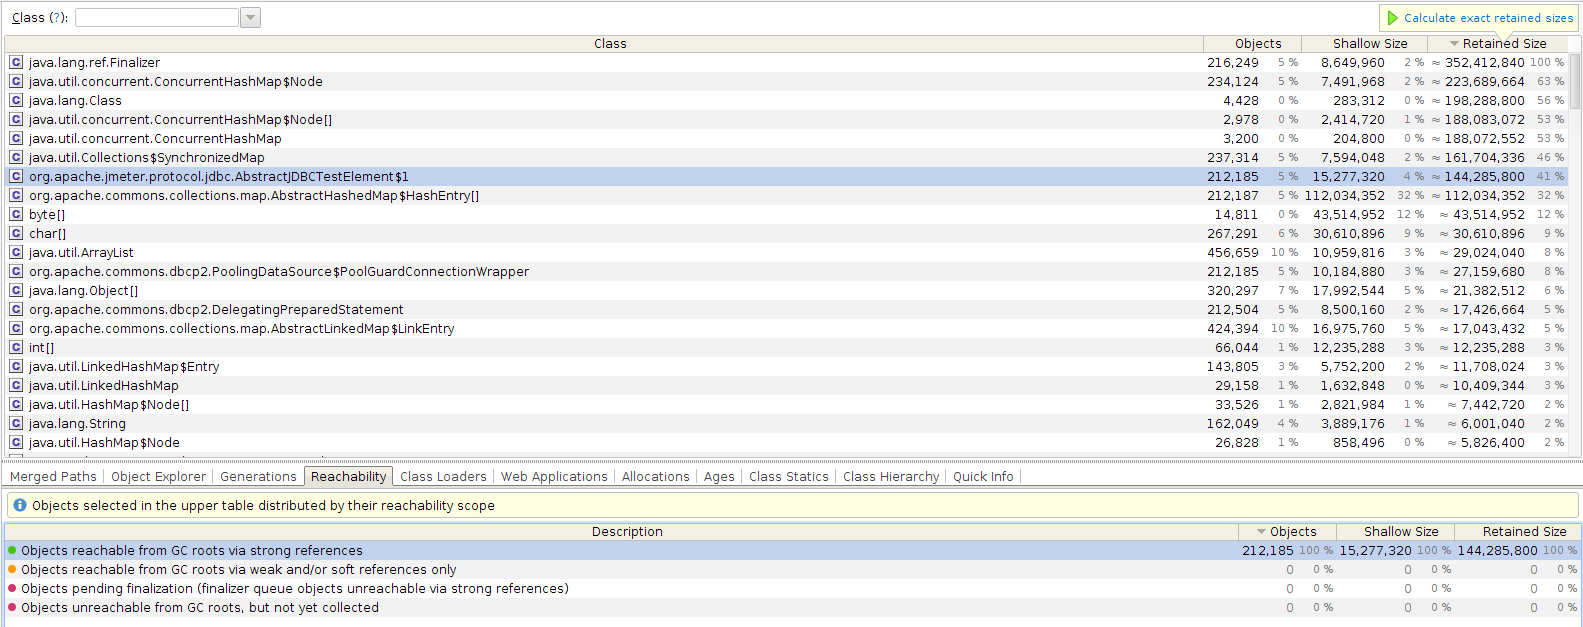 Class (?):
Calculate exact retained sizes
Class Objects Shallow Size Retained Size
java.lang.ref.Finalizer 216,249 5 % 8,649,960 2 % ≈ 352,412,840 100 %
java.util.concurrent.ConcurrentHashMap$Node 234,124 5 % 7,491,968 2 % ≈ 223,689,664 63 %
java.lang.Class 4,428 0 % 283,312 0 % ≈ 198,288,800 56 %
java.util.concurrent.ConcurrentHashMap$Node[] 2,978 0 % 2,414,720 1 % ≈ 188,083,072 53 %
java.util.concurrent.ConcurrentHashMap 3,200 0 % 204,800 0 % ≈ 188,072,552 53 %
java.util.Collections$SynchronizedMap 237,314 5 % 7,594,048 2 % ≈ 161,704,336 46 %
org.apache.jmeter.protocol.jdbc.AbstractJDBCTestElement$1 212,185 5 % 15,277,320 4 % ≈ 144,285,800 41 %
org.apache.commons.collections.map.AbstractHashedMap$HashEntry[] 212,187 5 % 112,034,352 32 % ≈ 112,034,352 32 %
byte[] 14,811 0 % 43,514,952 12 % ≈ 43,514,952 12 %
char[] 267,291 6 % 30,610,896 9 % ≈ 30,610,896 9 %
java.util.ArrayList 456,659 10 % 10,959,816 3 % ≈ 29,024,040 8 %
org.apache.commons.dbcp2.PoolingDataSource$PoolGuardConnectionWrapper 212,185 5 % 10,184,880 3 % ≈ 27,159,680 8 %
java.lang.Object[] 320,297 7 % 17,992,544 5 % ≈ 21,382,512 6 %
org.apache.commons.dbcp2.DelegatingPreparedStatement 212,504 5 % 8,500,160 2 % ≈ 17,426,664 5 %
org.apache.commons.collections.map.AbstractLinkedMap$LinkEntry 424,394 10 % 16,975,760 5 % ≈ 17,043,432 5 %
int[] 66,044 1 % 12,235,288 3 % ≈ 12,235,288 3 %
java.util.LinkedHashMap$Entry 143,805 3 % 5,752,200 2 % ≈ 11,708,024 3 %
java.util.LinkedHashMap 29,158 1 % 1,632,848 0 % ≈ 10,409,344 3 %
java.util.HashMap$Node[] 33,526 1 % 2,821,984 1 % ≈ 7,442,720 2 %
java.lang.String 162,049 4 % 3,889,176 1 % ≈ 6,001,040 2 %
java.util.HashMap$Node 26,828 1 % 858,496 0 % ≈ 5,826,400 2 %
Merged Paths Object Explorer Generations Reachability Class Loaders Web Applications Allocations Ages Class Statics Class Hierarchy Quick Info
Objects selected in the upper table distributed by their reachability scope
Description Objects Shallow Size Retained Size
Objects reachable from GC roots via strong references 212,185 100 % 15,277,320 100 % 144,285,800 100 %
Objects reachable from GC roots via weak and/or soft references only 0 0 % 0 0 % 0 0 %
Objects pending finalization (finalizer queue objects unreachable via strong references) 0 0 % 0 0 % 0 0 %
Objects unreachable from GC roots, but not yet collected 0 0 % 0 0 % 0 0 %